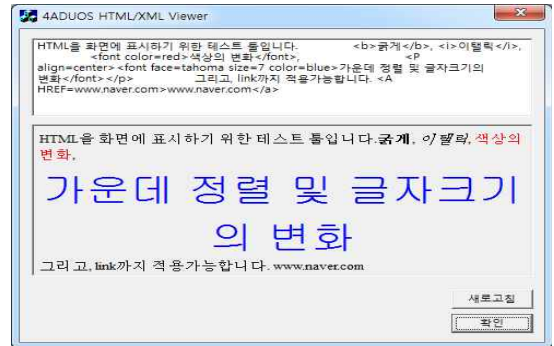 4ADUOS HTML/XML Viewer
HTML을 화면에 표시하기 위한 테스트 툴입니다. <b>굵게</b>, <i>이탤릭</i>,
<font color=red>색상의 변화</font>, <P
align=center><font face=tahoma size=7 color=blue>가운데 정렬 및 글자크기의
변화</font></p> 그리고, link까지 적용가능합니다. <A
HREF=www.naver.com>www.naver.com</a>
HTML을 화면에 표시하기 위한 테스트 툴입니다.굵게, 이탤릭,색상의
변화,
가운데 정렬 및 글자크기
의 변화
그리고, link까지 적용가능합니다. www.naver.com
새로고침
확인